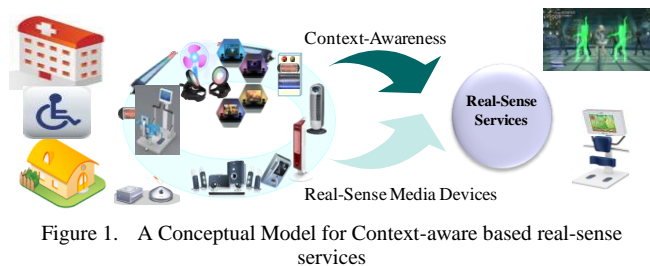 Context-Awareness
Real-Sense
Services
Real-Sense Media Devices
Figure 1. A Conceptual Model for Context-aware based real-sense
services